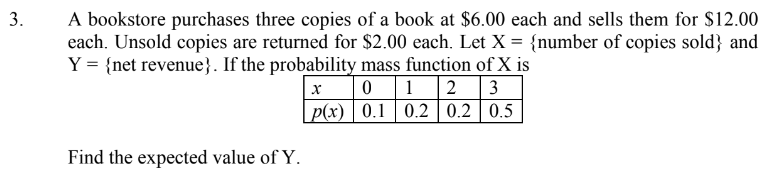 3. A bookstore purchases three copies of a book at $6.00 each and sells them for $12.00
each. Unsold copies are returned for $2.00 each. Let X = {number of copies sold} and
Y = {net revenue}. If the probability mass function of X is
x 0 1 2 3
p(x) 0.1 0.2 0.2 0.5
Find the expected value of Y.